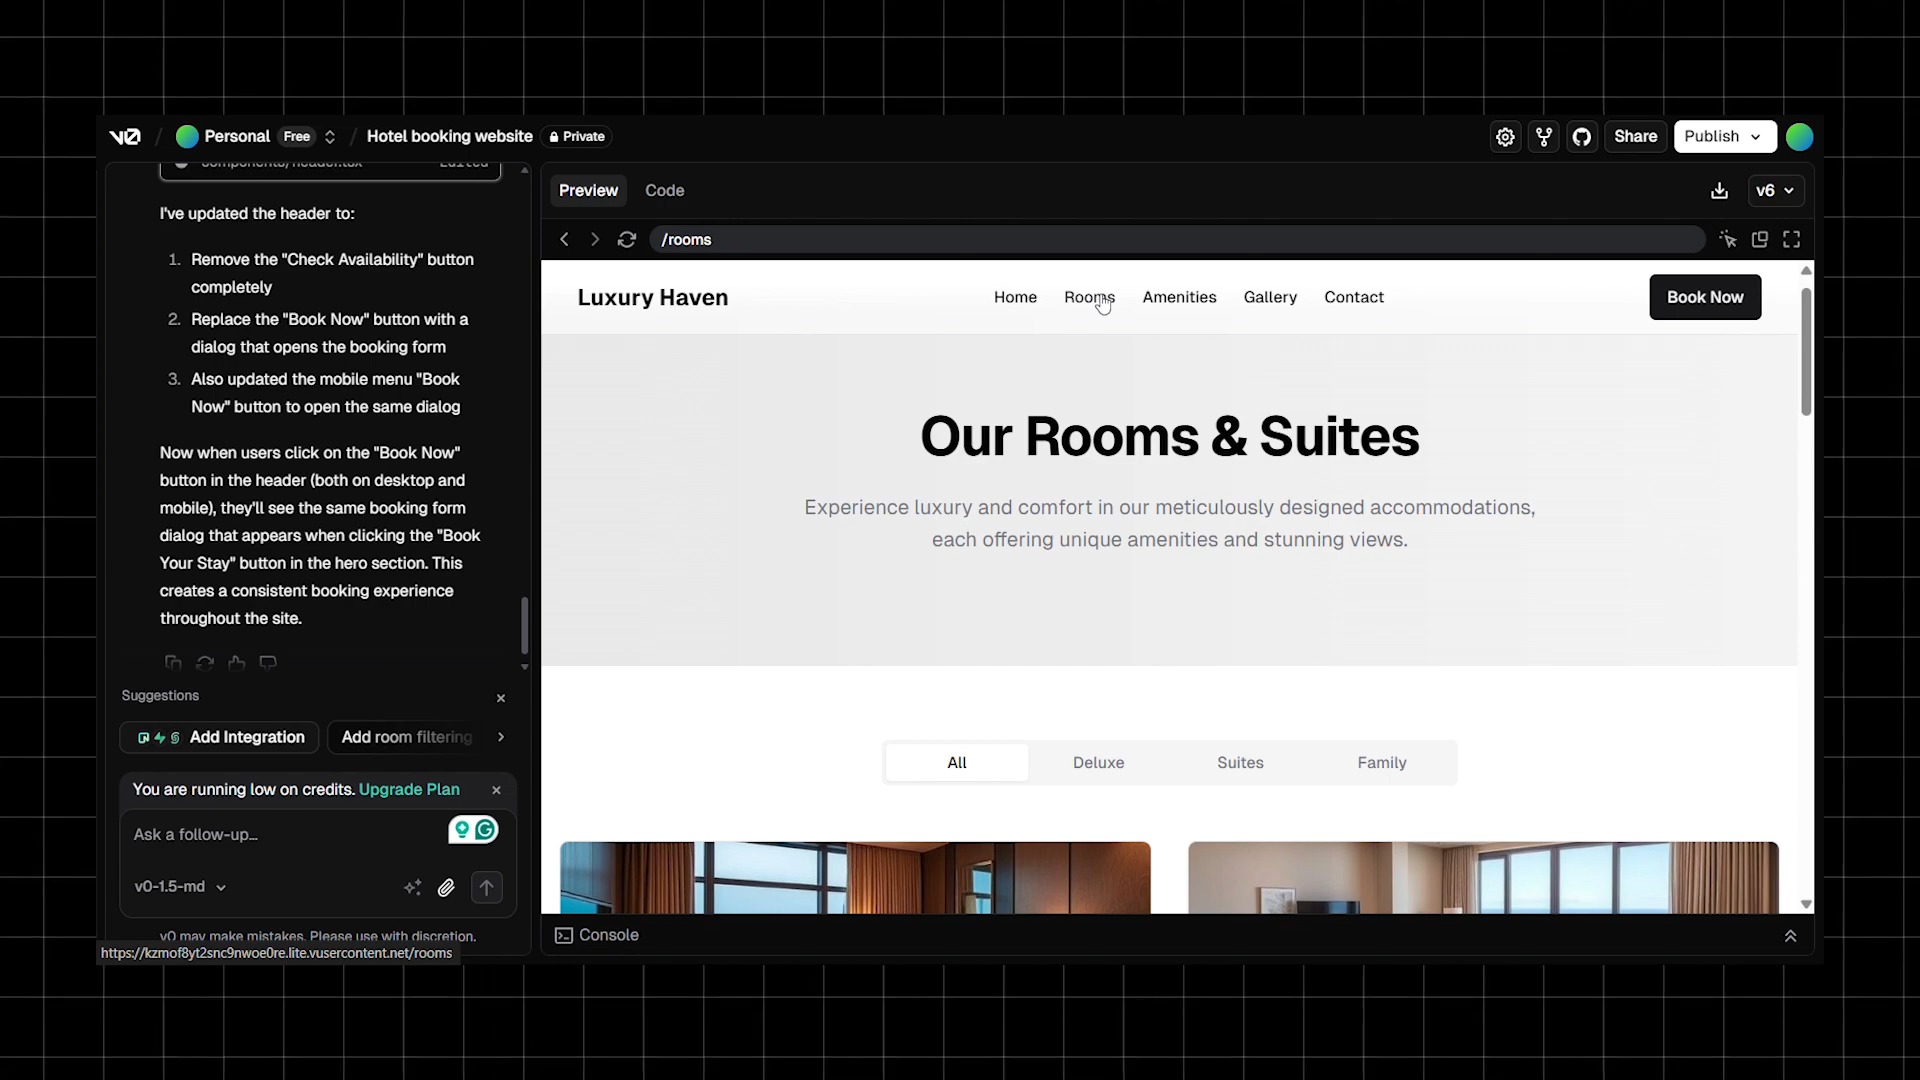 v0 / Personal Free / Hotel booking website Private
Share
Publish
components/header.tsx Edited
I've updated the header to:
1. Remove the "Check Availability" button
completely
2. Replace the "Book Now" button with a
dialog that opens the booking form
3. Also updated the mobile menu "Book
Now" button to open the same dialog
Now when users click on the "Book Now"
button in the header (both on desktop and
mobile), they'll see the same booking form
dialog that appears when clicking the "Book
Your Stay" button in the hero section. This
creates a consistent booking experience
throughout the site.
Suggestions
Add Integration
Add room filtering
You are running low on credits. Upgrade Plan
Ask a follow-up...
v0-1.5-md
v0 may make mistakes. Please use with discretion.
https://kzmof8yt2snc9nwoe0re.lite.vusercontent.net/rooms
Preview
Code
v6
/rooms
Luxury Haven
Home
Rooms
Amenities
Gallery
Contact
Book Now
Our Rooms & Suites
Experience luxury and comfort in our meticulously designed accommodations,
each offering unique amenities and stunning views.
All
Deluxe
Suites
Family
Console